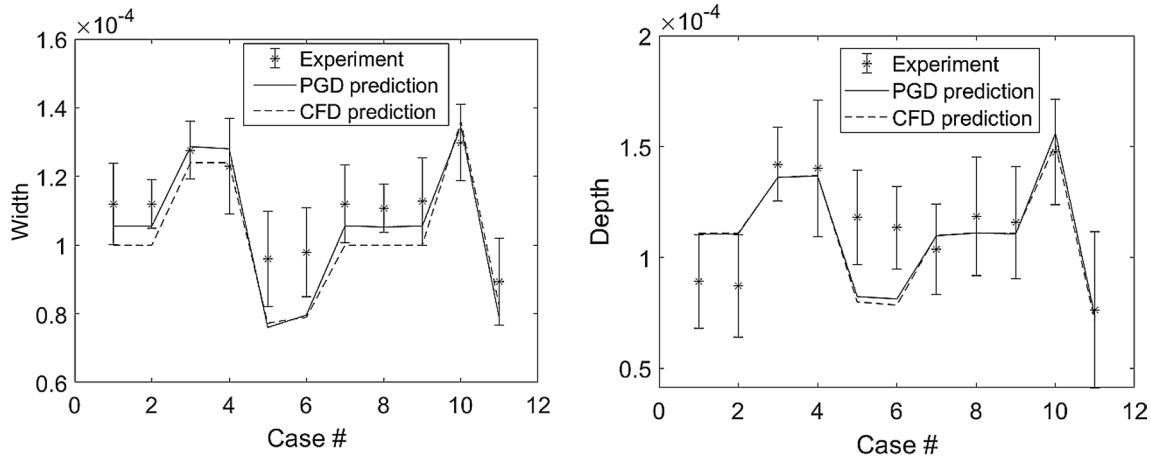 ×10⁻⁴
1.6
1.4
1.2
1
0.8
0.6
Width
0 2 4 6 8 10 12
Case #
Experiment
PGD prediction
CFD prediction
×10⁻⁴
2
1.5
1
0.5
Depth
0 2 4 6 8 10 12
Case #
Experiment
PGD prediction
CFD prediction